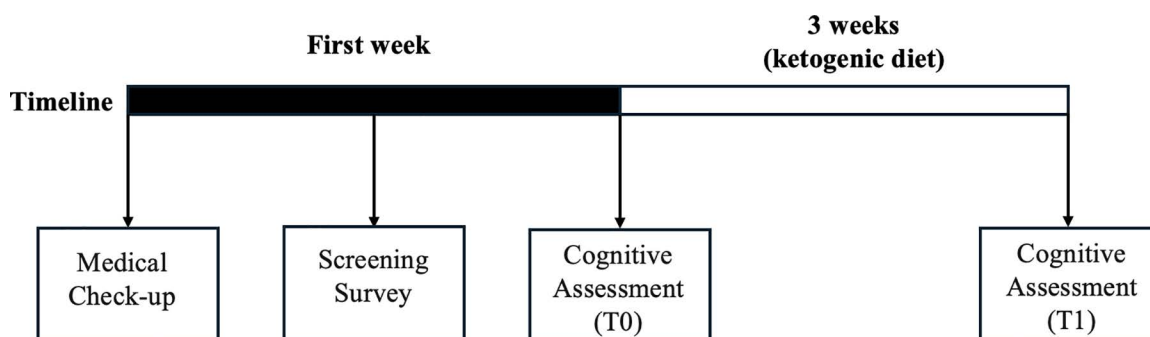 First week
3 weeks
(ketogenic diet)
Timeline
Medical
Check-up
Screening
Survey
Cognitive
Assessment
(T0)
Cognitive
Assessment
(T1)